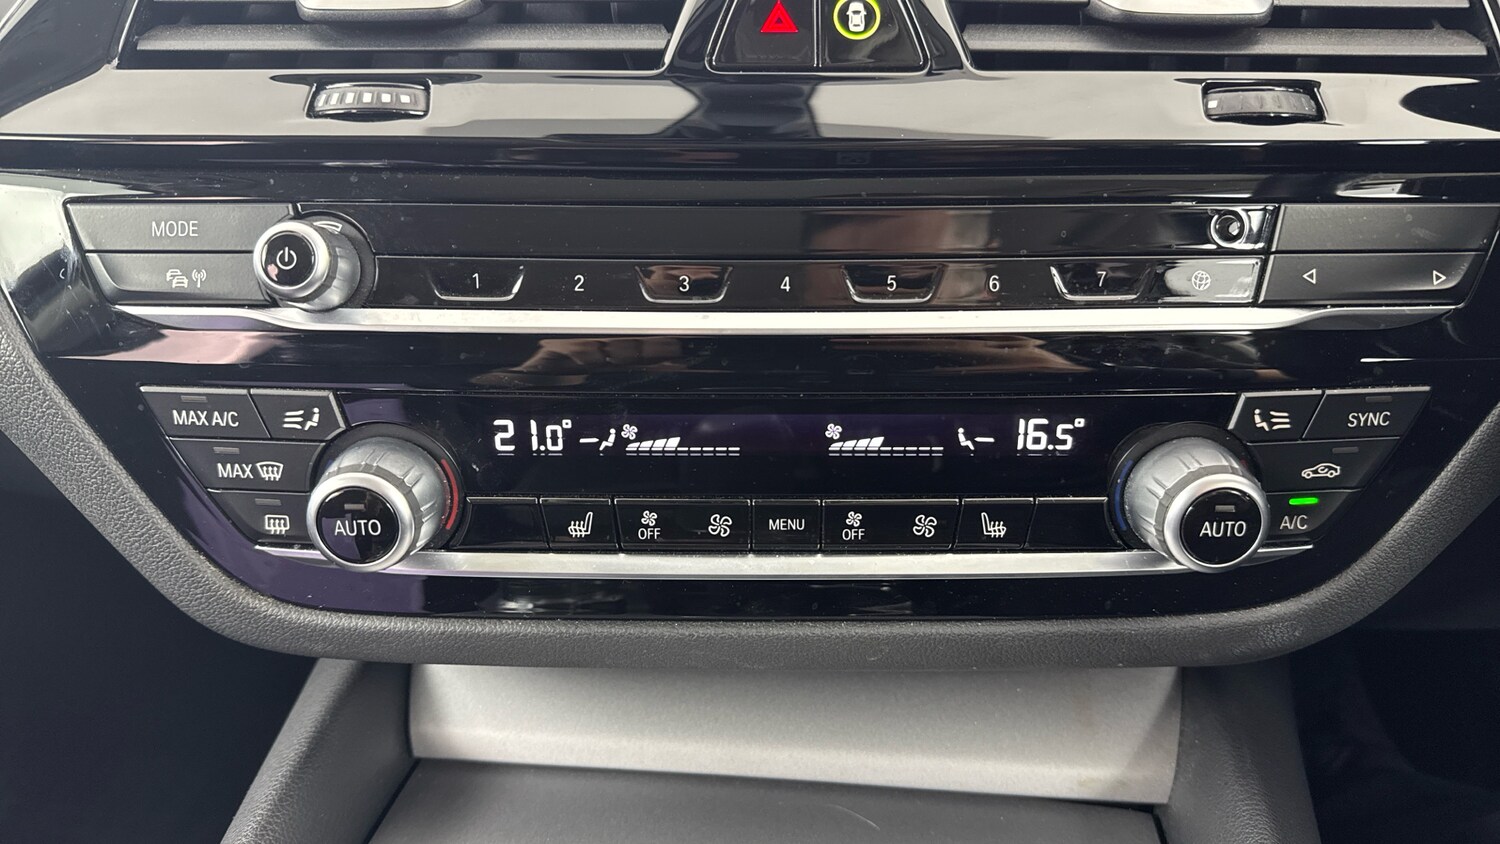 MODE
1 2 3 4 5 6 7
MAX A/C
21.0°
16.5°
SYNC
MAX
AUTO
OFF
MENU
OFF
AUTO
A/C